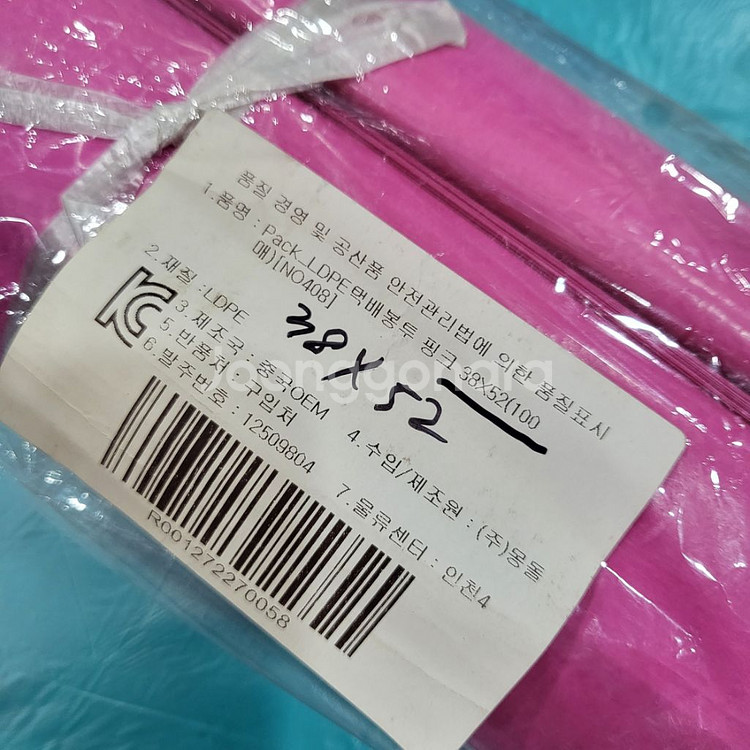 품질 경영 및 공산품 안전관리법에 의한 품질표시
1.품명 : Pack_LDPE택배봉투 핑크 38X52(100
매)[NO408]
2.재질 :LDPE
3.제조국 : 중국OEM 4.수입/제조원 : (주)몽돌
5.반품처 : 구입처
6.발주번호 : 12509804 7.물류센터 : 인천4
R001272270058
38X52
joonggonara